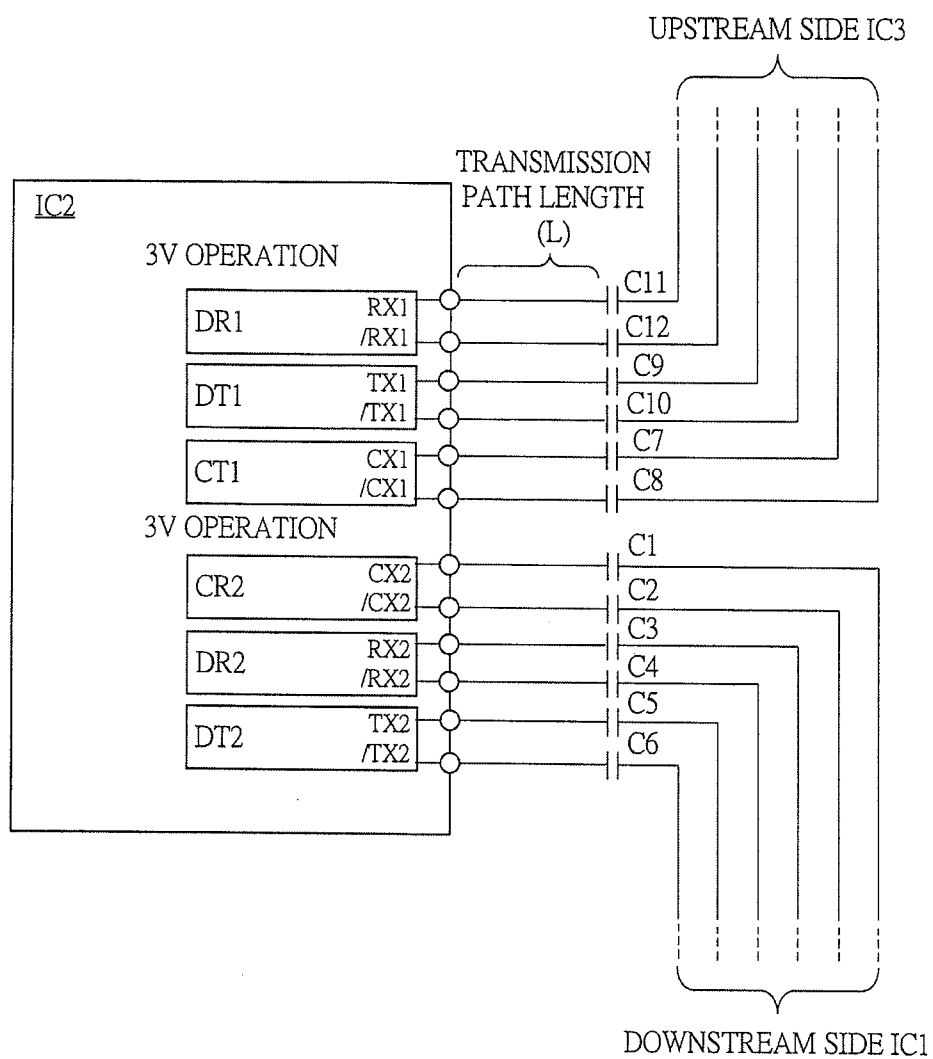 UPSTREAM SIDE IC3
TRANSMISSION
PATH LENGTH
(L)
IC2
3V OPERATION
DR1
RX1
/RX1
C11
C12
DT1
TX1
/TX1
C9
C10
CT1
CX1
/CX1
C7
C8
3V OPERATION
CR2
CX2
/CX2
C1
C2
DR2
RX2
/RX2
C3
C4
DT2
TX2
/TX2
C5
C6
DOWNSTREAM SIDE IC1